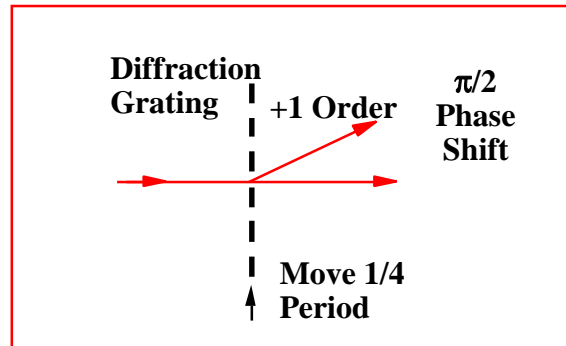 Diffraction
Grating
+1 Order
π/2
Phase
Shift
Move 1/4
Period